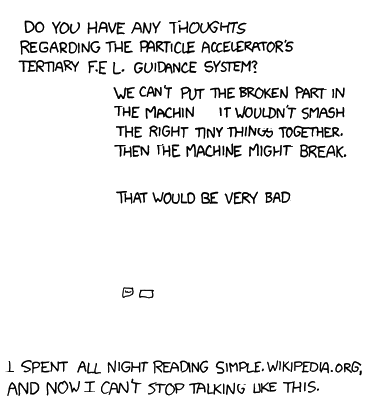 DO YOU HAVE ANY THOUGHTS
REGARDING THE PARTICLE ACCELERATOR'S
TERTIARY F.E.L. GUIDANCE SYSTEM?
WE CAN'T PUT THE BROKEN PART IN
THE MACHIN IT WOULDN'T SMASH
THE RIGHT TINY THINGS TOGETHER.
THEN THE MACHINE MIGHT BREAK.
THAT WOULD BE VERY BAD
I SPENT ALL NIGHT READING SIMPLE.WIKIPEDIA.ORG,
AND NOW I CAN'T STOP TALKING LIKE THIS.